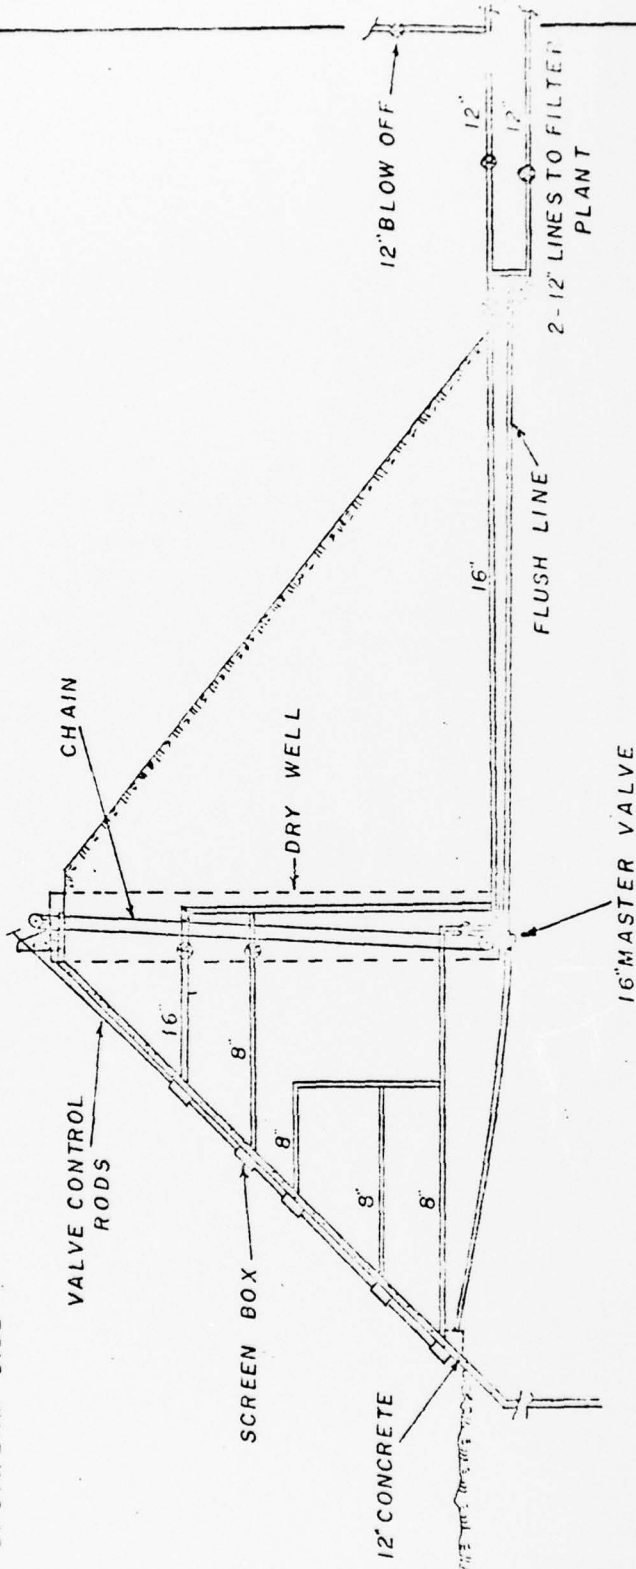 VALVE CONTROL
RODS
CHAIN
SCREEN BOX
DRY WELL
12" CONCRETE
16"
8"
8"
8"
8"
16"
12" BLOW OFF
12"
12"
2-12" LINES TO FILTER
PLANT
FLUSH LINE
16" MASTER VALVE